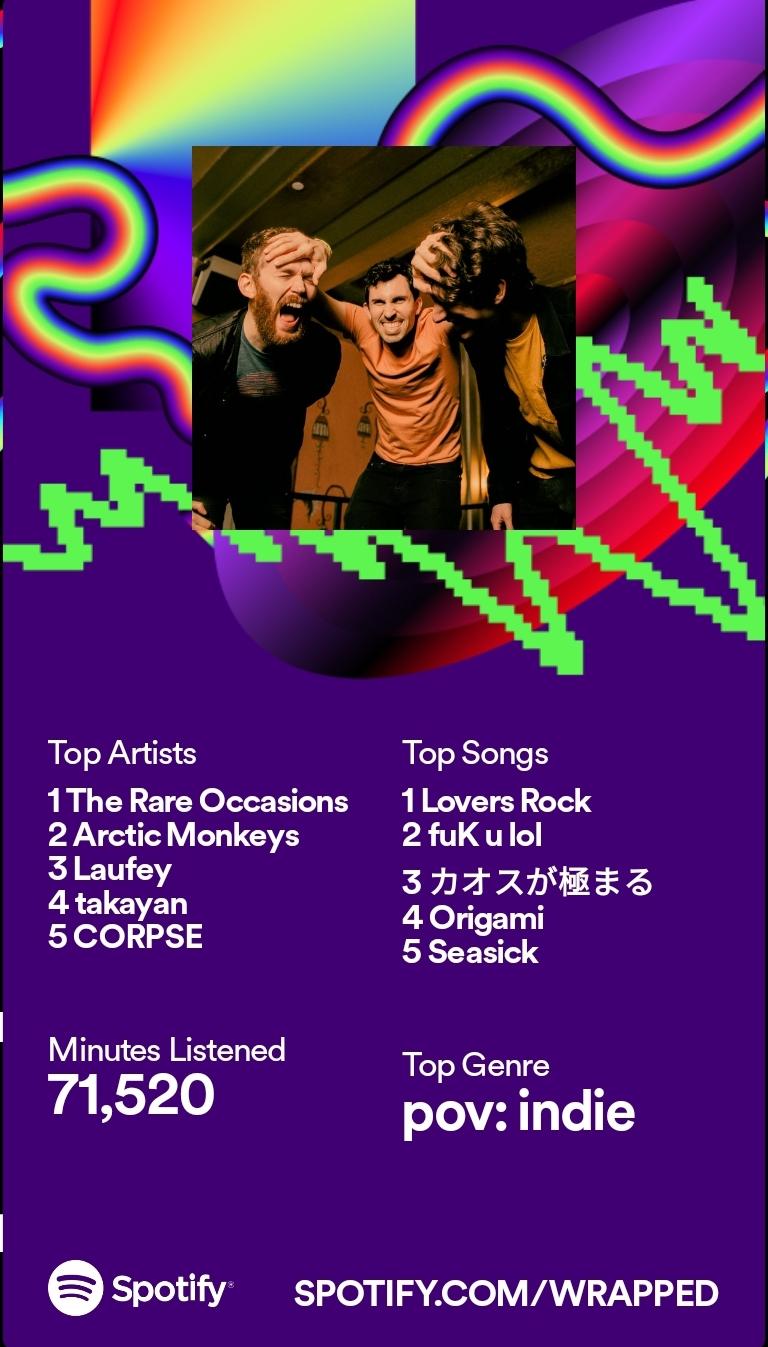 Top Artists
1 The Rare Occasions
2 Arctic Monkeys
3 Laufey
4 takayan
5 CORPSE
Top Songs
1 Lovers Rock
2 fuK u lol
3 カオスが極まる
4 Origami
5 Seasick
Minutes Listened
71,520
Top Genre
pov: indie
Spotify®
SPOTIFY.COM/WRAPPED